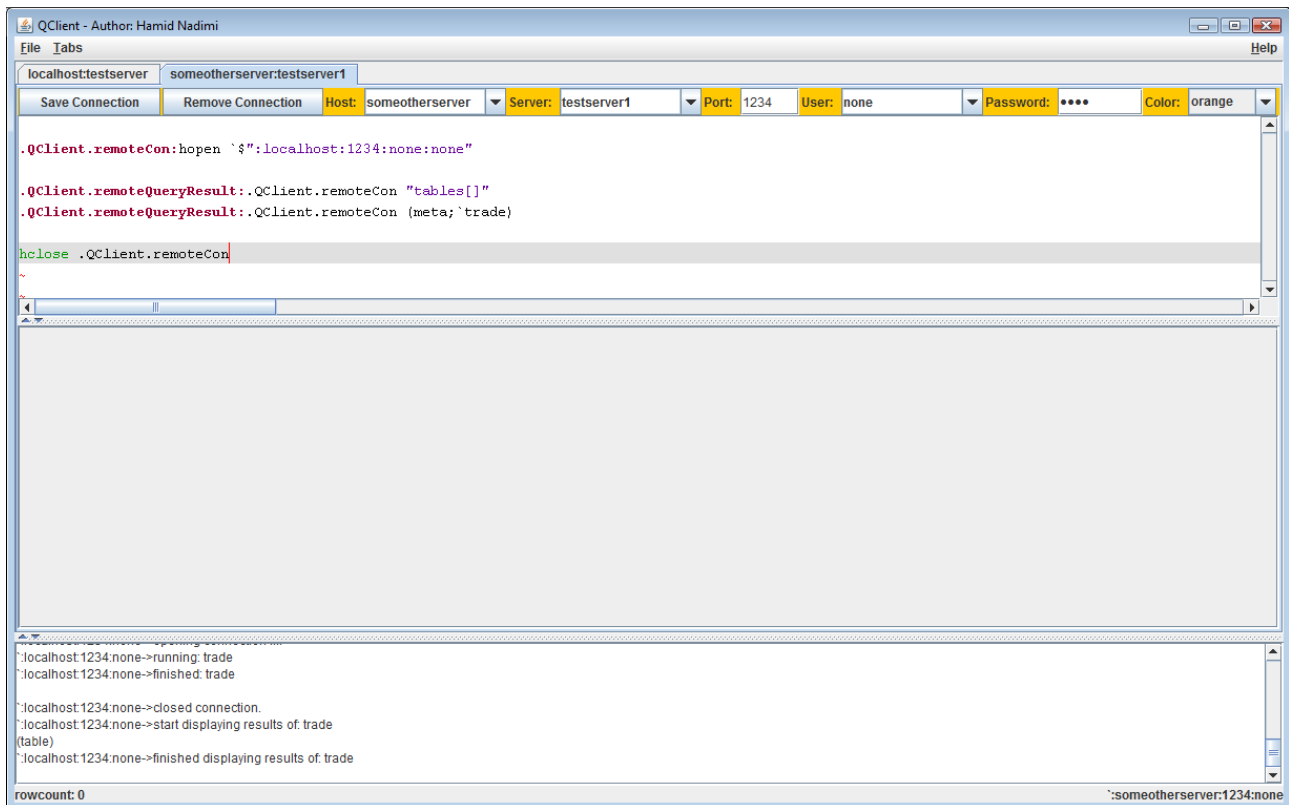 QClient - Author: Hamid Nadimi
File Tabs Help
localhost:testserver someotherserver:testserver1
Save Connection Remove Connection Host: someotherserver Server: testserver1 Port: 1234 User: none Password: •••• Color: orange
.QClient.remoteCon:hopen `$":localhost:1234:none:none"
.QClient.remoteQueryResult:.QClient.remoteCon "tables[]"
.QClient.remoteQueryResult:.QClient.remoteCon (meta;`trade)
hclose .QClient.remoteCon
~
~
`:localhost:1234:none->running: trade
`:localhost:1234:none->finished: trade
`:localhost:1234:none->closed connection.
`:localhost:1234:none->start displaying results of: trade
(table)
`:localhost:1234:none->finished displaying results of: trade
rowcount: 0 `:someotherserver:1234:none